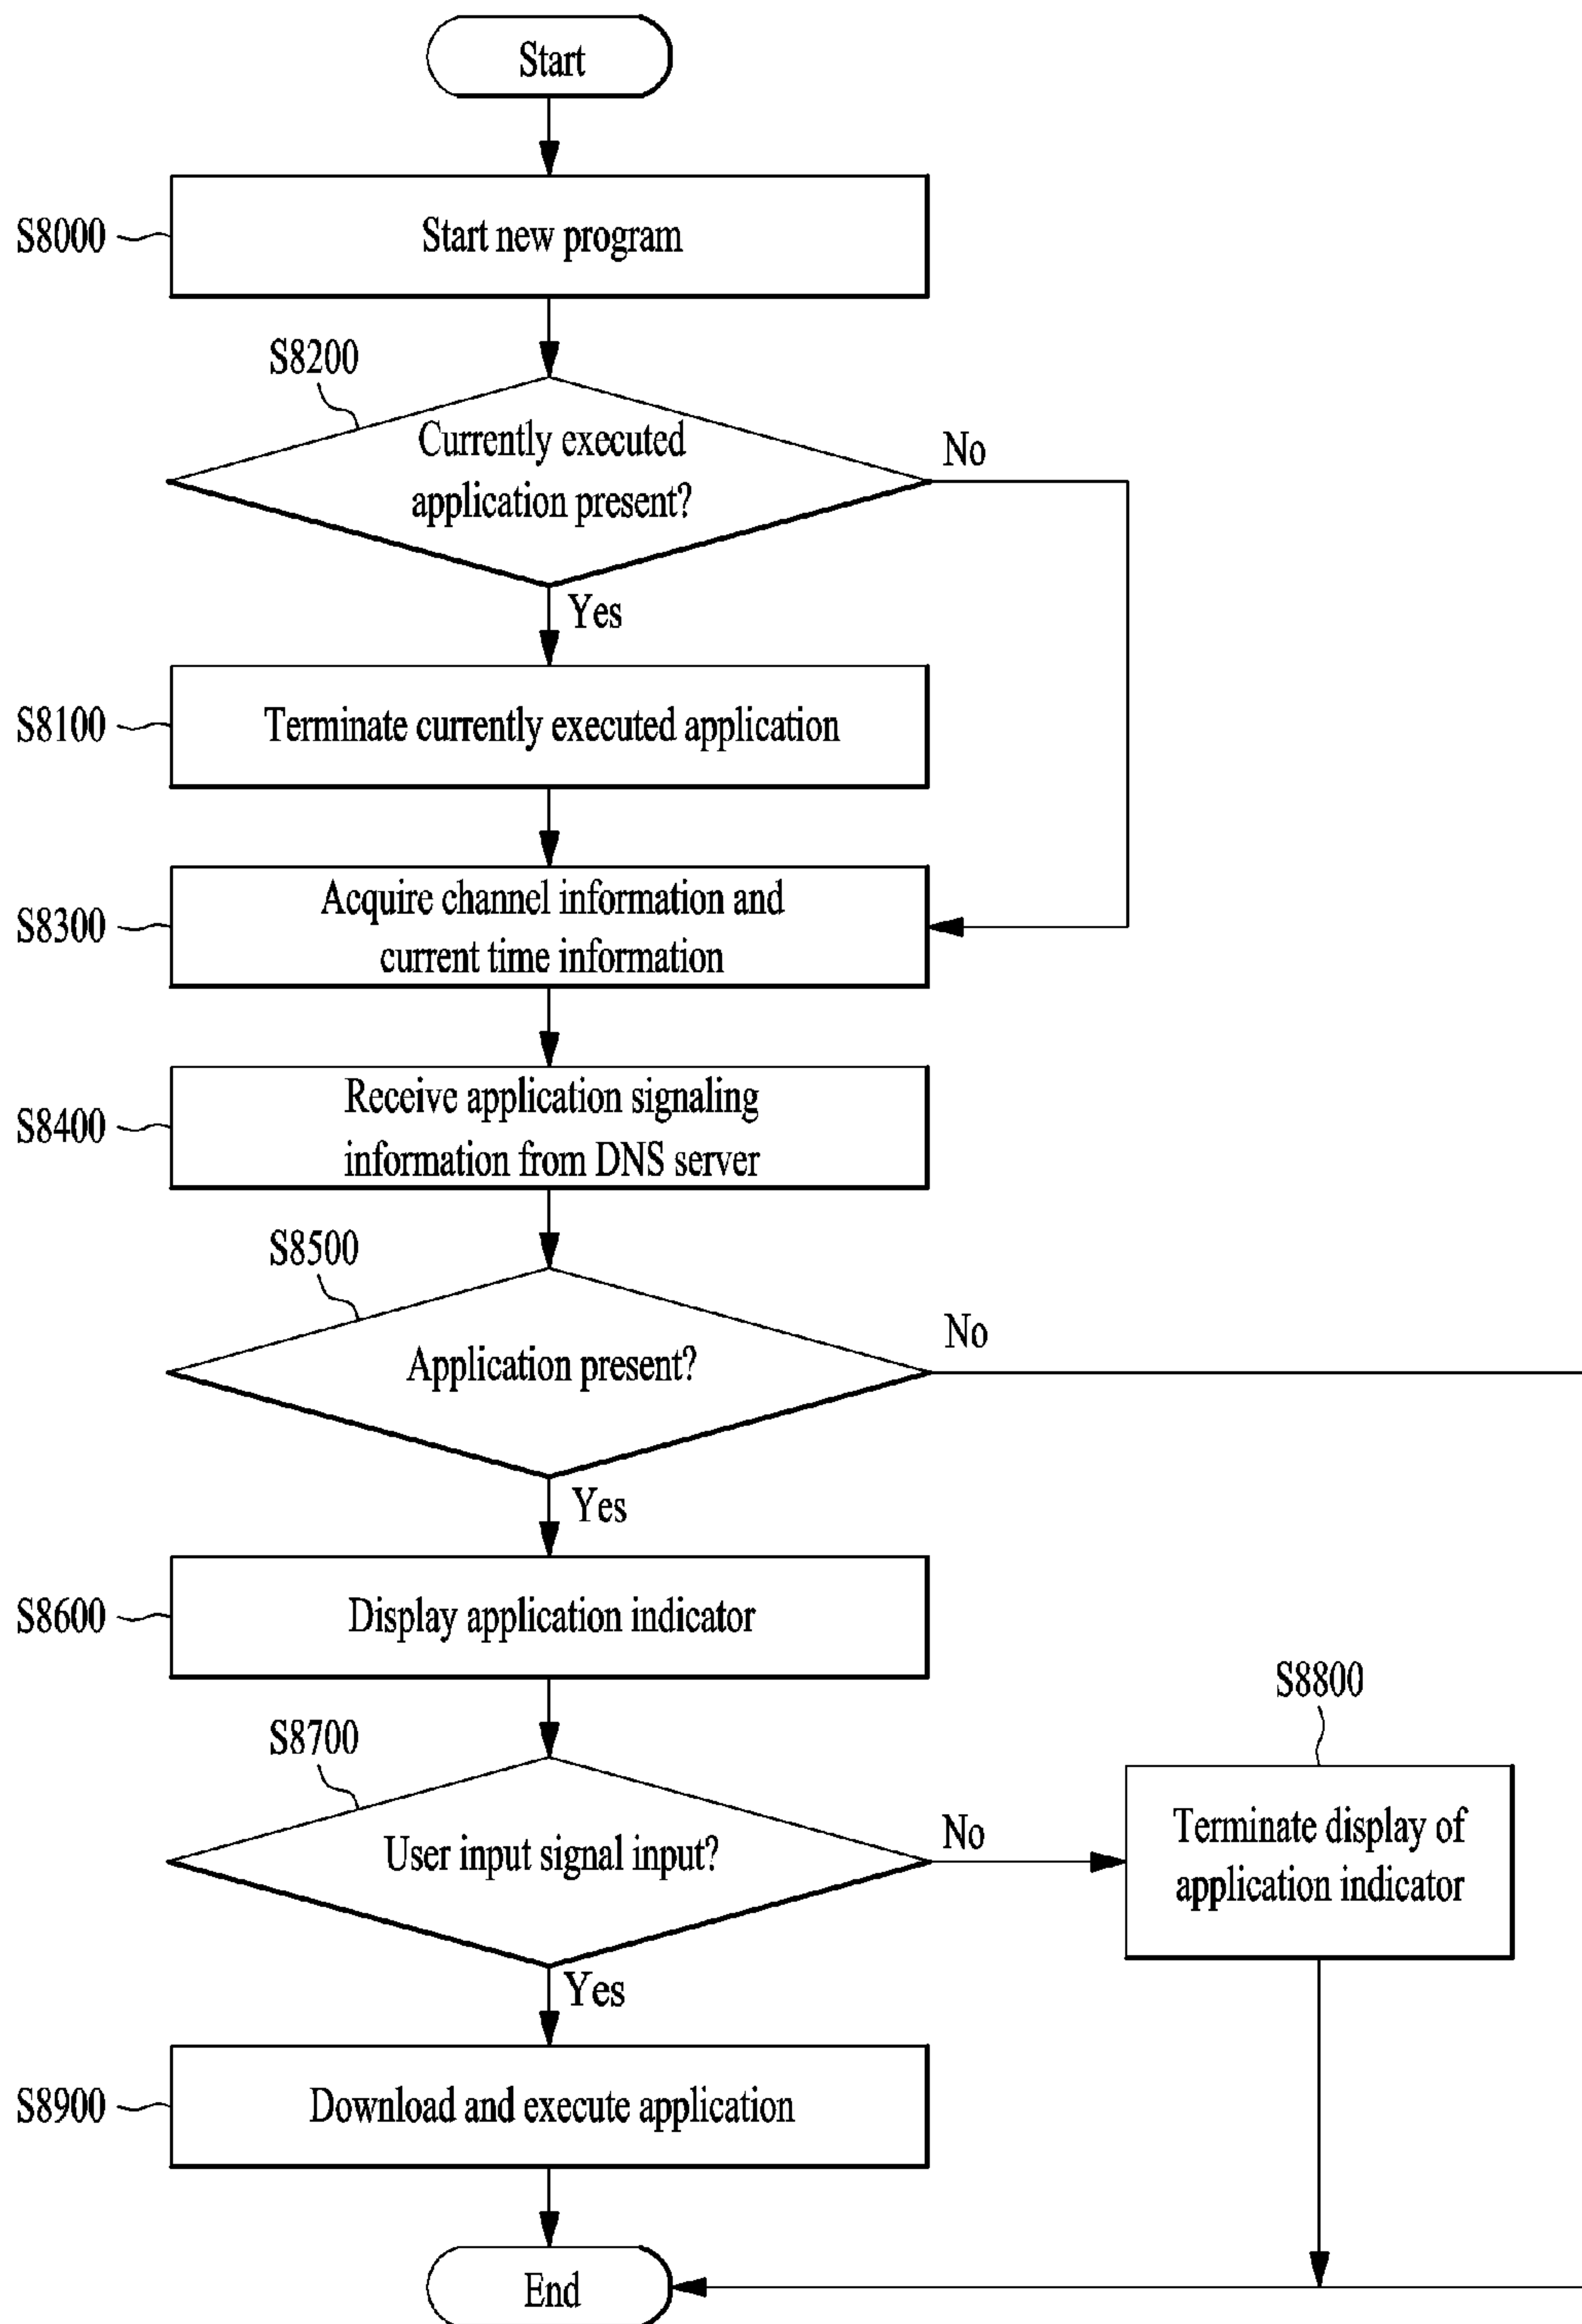 Start
S8000
Start new program
S8200
Currently executed
application present?
No
Yes
S8100
Terminate currently executed application
S8300
Acquire channel information and
current time information
S8400
Receive application signaling
information from DNS server
S8500
Application present?
No
Yes
S8600
Display application indicator
S8700
User input signal input?
No
S8800
Terminate display of
application indicator
Yes
S8900
Download and execute application
End